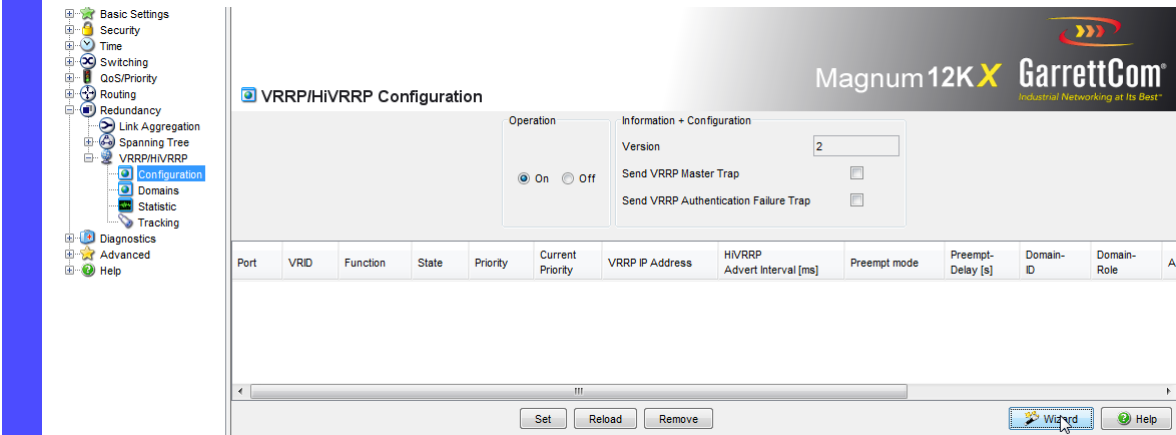 Basic Settings
Security
Time
Switching
QoS/Priority
Routing
Redundancy
Link Aggregation
Spanning Tree
VRRP/HiVRRP
Configuration
Domains
Statistic
Tracking
Diagnostics
Advanced
Help
Magnum 12KX
GarrettCom®
Industrial Networking at Its Best™
VRRP/HiVRRP Configuration
Operation
On Off
Information + Configuration
Version 2
Send VRRP Master Trap
Send VRRP Authentication Failure Trap
Port VRID Function State Priority Current Priority VRRP IP Address HiVRRP Advert Interval [ms] Preempt mode Preempt-Delay [s] Domain-ID Domain-Role A
Set Reload Remove Wizard Help